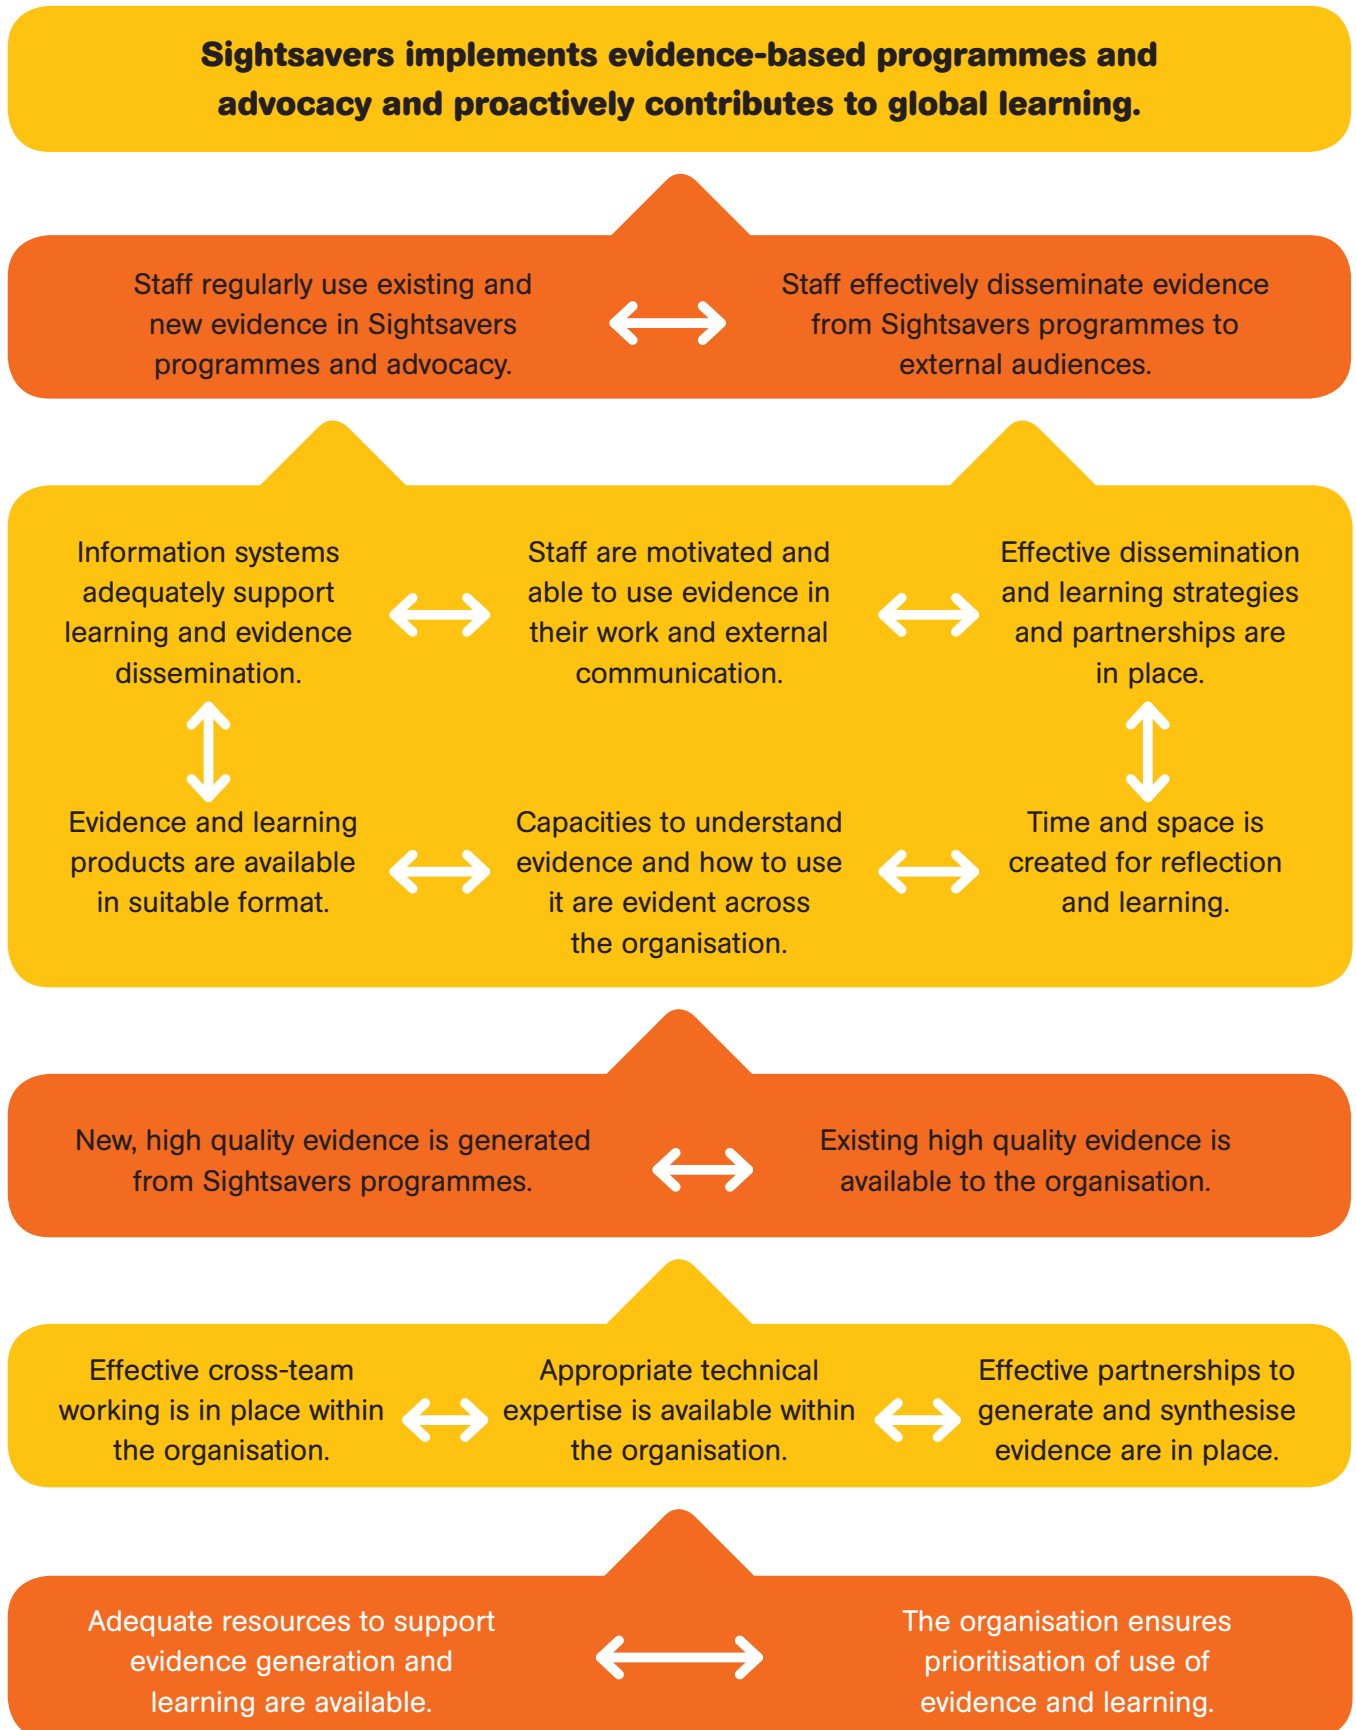 Sightsavers implements evidence-based programmes and
advocacy and proactively contributes to global learning.
Staff regularly use existing and
new evidence in Sightsavers
programmes and advocacy.
Staff effectively disseminate evidence
from Sightsavers programmes to
external audiences.
Information systems
adequately support
learning and evidence
dissemination.
Staff are motivated and
able to use evidence in
their work and external
communication.
Effective dissemination
and learning strategies
and partnerships are
in place.
Evidence and learning
products are available
in suitable format.
Capacities to understand
evidence and how to use
it are evident across
the organisation.
Time and space is
created for reflection
and learning.
New, high quality evidence is generated
from Sightsavers programmes.
Existing high quality evidence is
available to the organisation.
Effective cross-team
working is in place within
the organisation.
Appropriate technical
expertise is available within
the organisation.
Effective partnerships to
generate and synthesise
evidence are in place.
Adequate resources to support
evidence generation and
learning are available.
The organisation ensures
prioritisation of use of
evidence and learning.